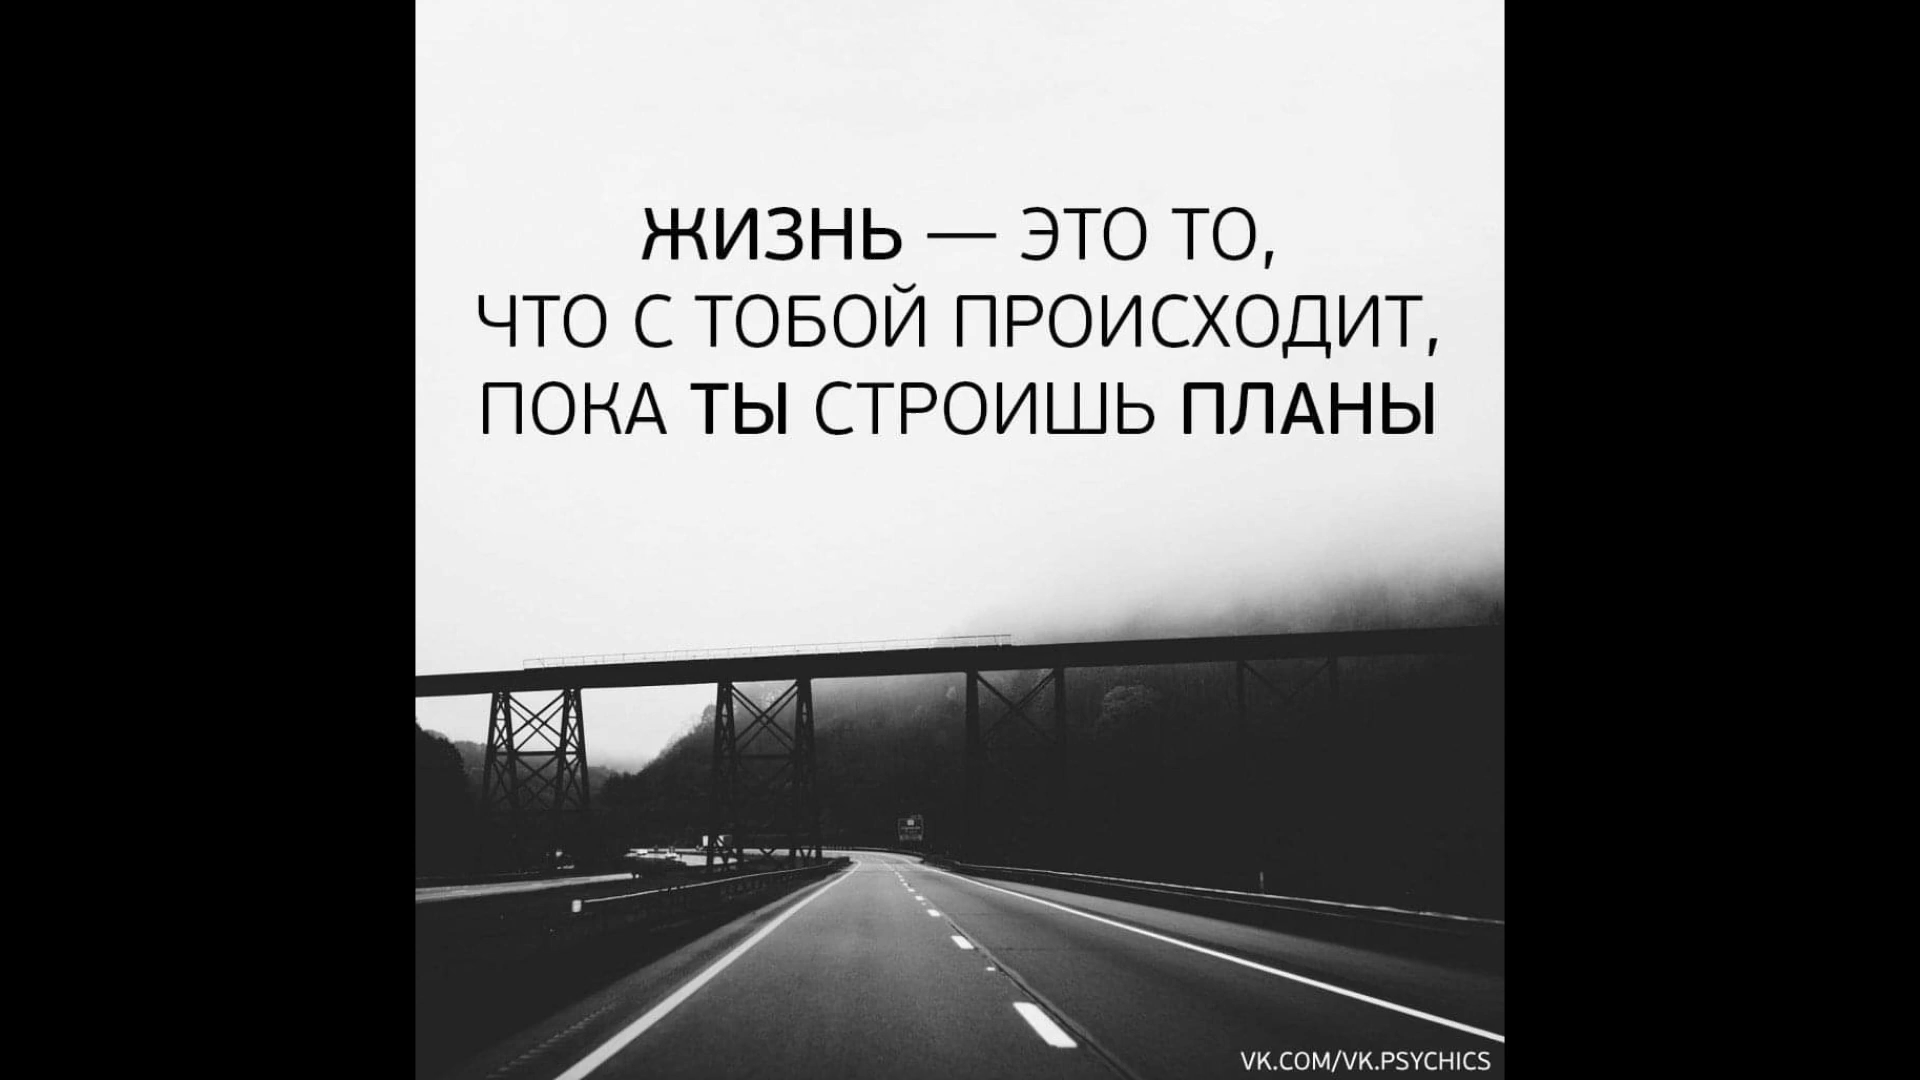 ЖИЗНЬ — ЭТО ТО,
ЧТО С ТОБОЙ ПРОИСХОДИТ,
ПОКА ТЫ СТРОИШЬ ПЛАНЫ
VK.COM/VK.PSYCHICS